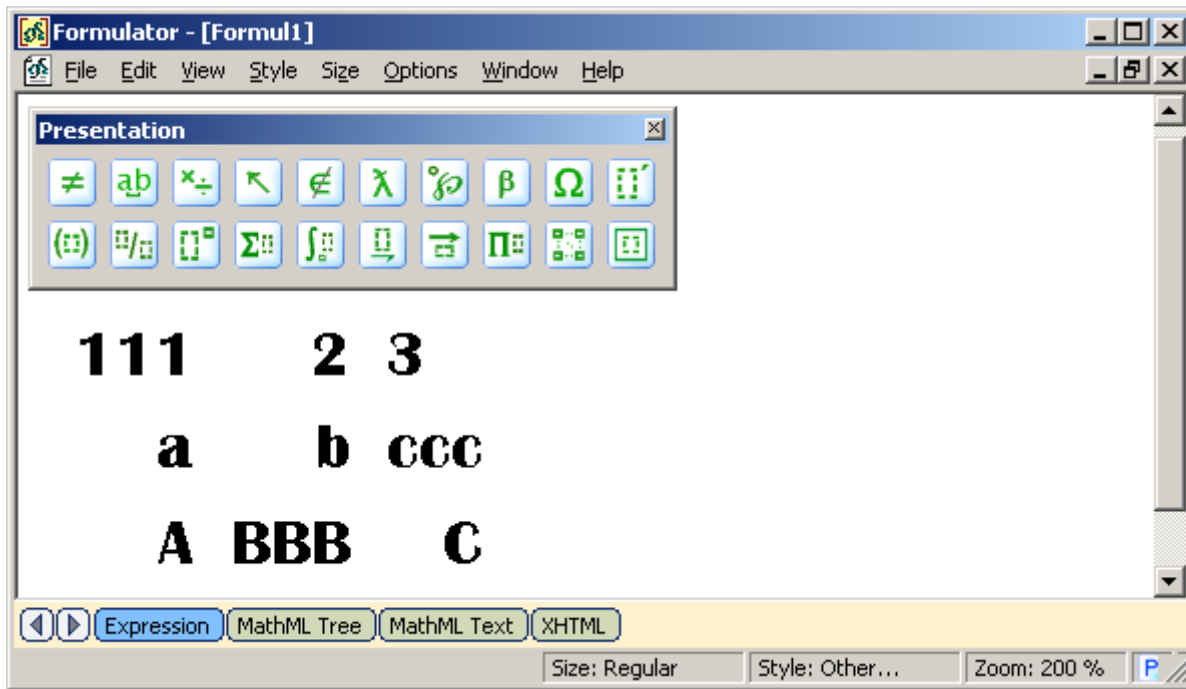 Formulator - [Formul1]
File Edit View Style Size Options Window Help
Presentation
≠ ab ×÷ ↖ ∉ ƛ °℘ β Ω ′
( ) / Σ ∫ → Π
111 2 3
a b ccc
A BBB C
Expression MathML Tree MathML Text XHTML
Size: Regular Style: Other... Zoom: 200 % P